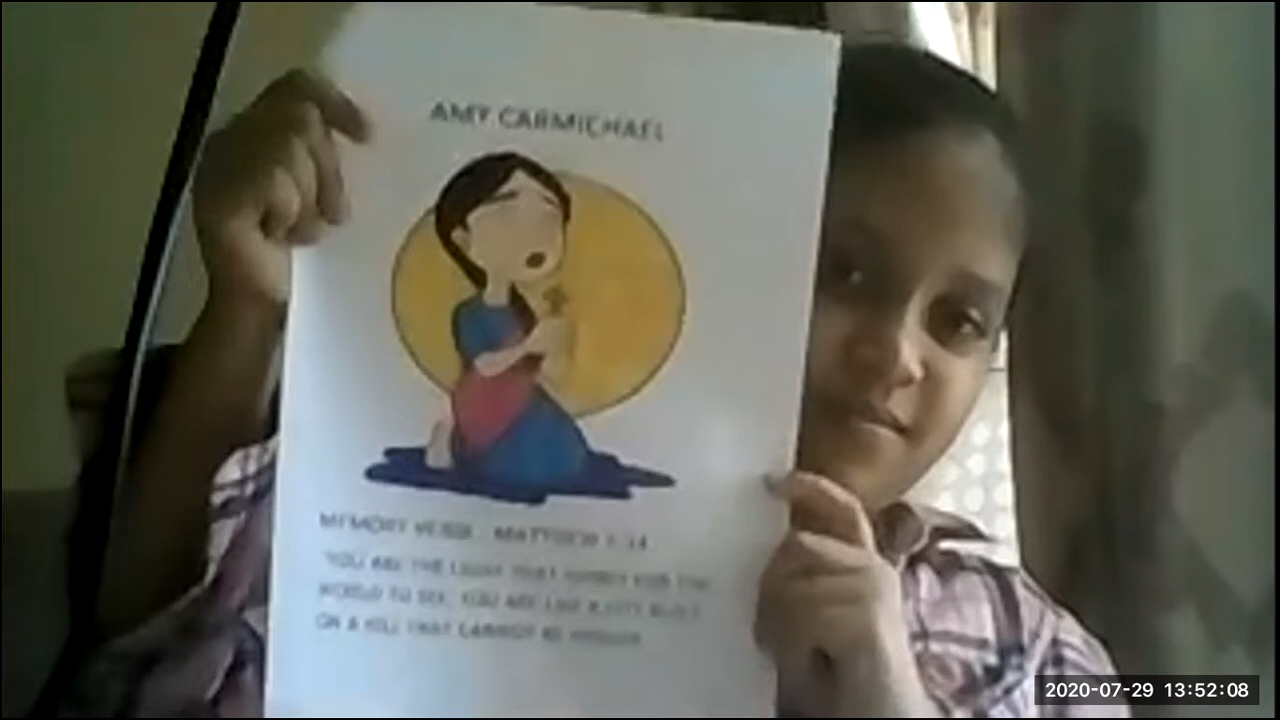 AMY CARMICHAEL
MEMORY VERSE : MATTHEW 5:14
"YOU ARE THE LIGHT THAT SHINES FOR THE
WORLD TO SEE. YOU ARE LIKE A CITY BUILT
ON A HILL THAT CANNOT BE HIDDEN
2020-07-29 13:52:08